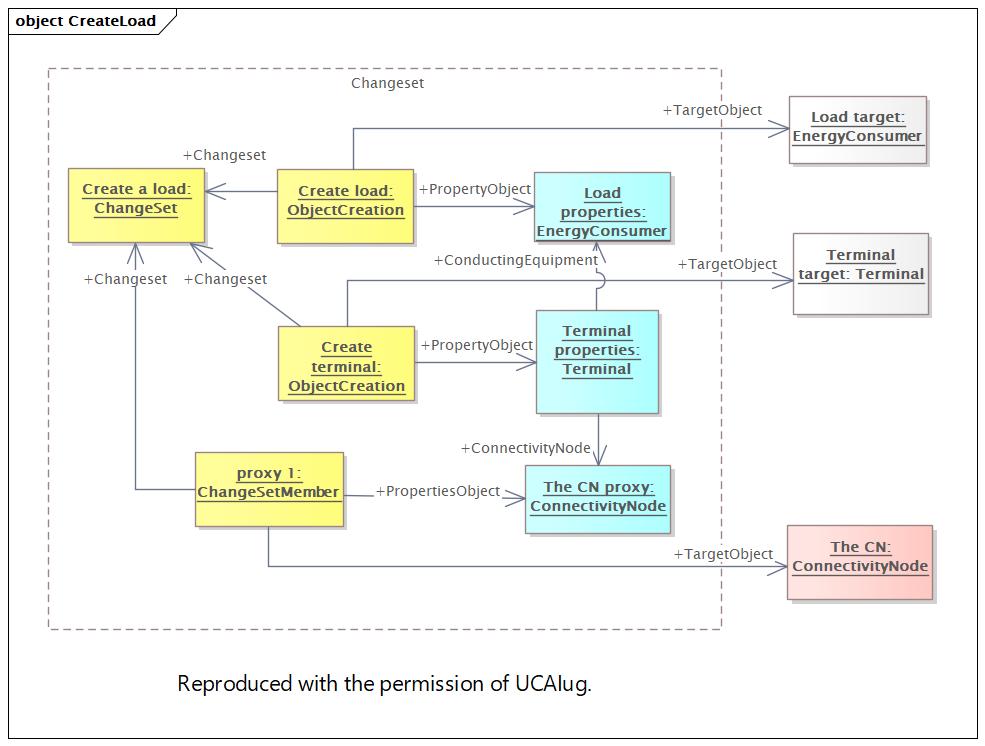 object CreateLoad
Changeset
+TargetObject
Load target:
EnergyConsumer
+Changeset
Create a load:
ChangeSet
Create load:
ObjectCreation
+PropertyObject
Load
properties:
EnergyConsumer
+ConductingEquipment
+TargetObject
Terminal
target: Terminal
+Changeset
+Changeset
Create
terminal:
ObjectCreation
+PropertyObject
Terminal
properties:
Terminal
+ConnectivityNode
proxy 1:
ChangeSetMember
+PropertiesObject
The CN proxy:
ConnectivityNode
+TargetObject
The CN:
ConnectivityNode
Reproduced with the permission of UCAIug.